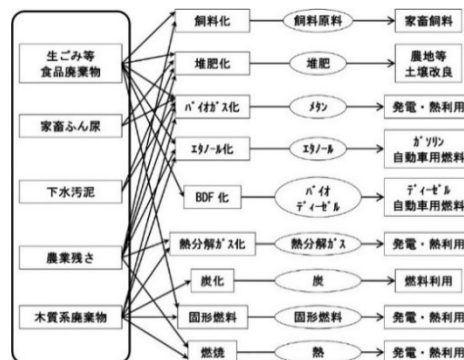 生ごみ等
食品廃棄物
家畜ふん尿
下水汚泥
農業残さ
木質系廃棄物
飼料化
飼料原料
家畜飼料
堆肥化
堆肥
農地等
土壌改良
ﾊﾞｲｵｶﾞｽ化
ﾒﾀﾝ
発電・熱利用
ｴﾀﾉｰﾙ化
ｴﾀﾉｰﾙ
ｶﾞｿﾘﾝ
自動車用燃料
BDF 化
ﾊﾞｲｵ
ﾃﾞｨｰｾﾞﾙ
ﾃﾞｨｰｾﾞﾙ
自動車用燃料
熱分解ｶﾞｽ化
熱分解ｶﾞｽ
発電・熱利用
炭化
炭
燃料利用
固形燃料
固形燃料
発電・熱利用
燃焼
熱
発電・熱利用